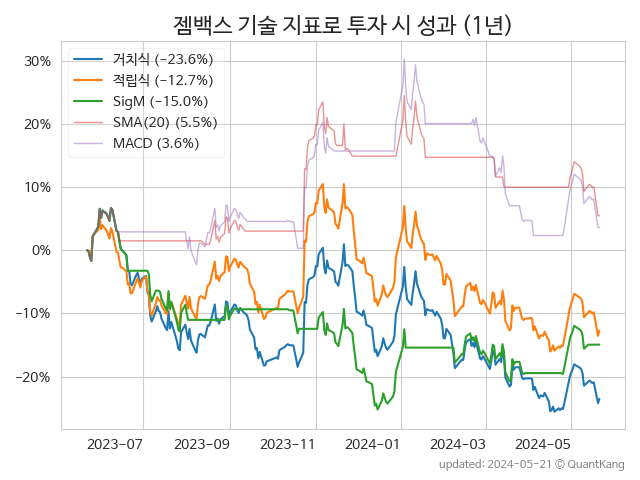 젬백스 기술 지표로 투자 시 성과 (1년)
30%
20%
10%
0%
−10%
−20%
거치식 (−23.6%)
적립식 (−12.7%)
SigM (−15.0%)
SMA(20) (5.5%)
MACD (3.6%)
2023−07
2023−09
2023−11
2024−01
2024−03
2024−05
updated: 2024-05-21 © QuantKang